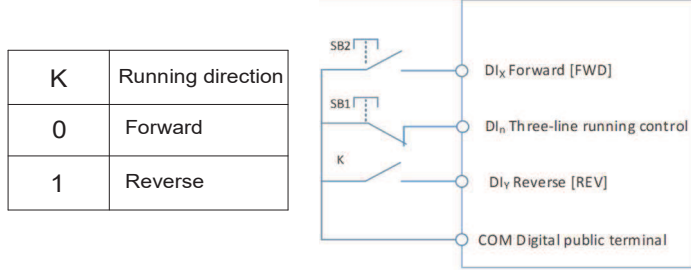 K Running direction
0 Forward
1 Reverse
SB2
DIX Forward [FWD]
SB1
DIn Three-line running control
K
DIY Reverse [REV]
COM Digital public terminal